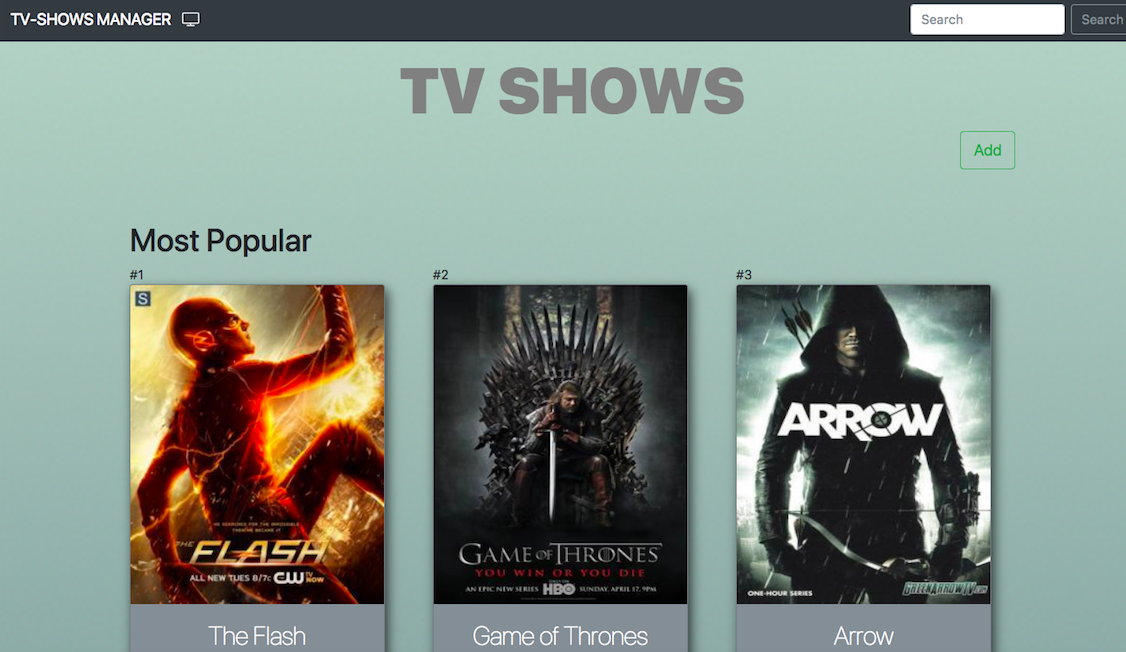 TV-SHOWS MANAGER
Search
Search
TV SHOWS
Add
Most Popular
#1
#2
#3
S
HE SEARCHED FOR THE IMPOSSIBLE
THEN HE BECAME IT
THE FLASH
ALL NEW TUES 8/7c CW TV NOW
GAME OF THRONES
YOU WIN OR YOU DIE
AN EPIC NEW SERIES HBO SUNDAY, APRIL 17, 9PM
ARROW
ONE-HOUR SERIES
GREENARROWTV.COM
The Flash
Game of Thrones
Arrow